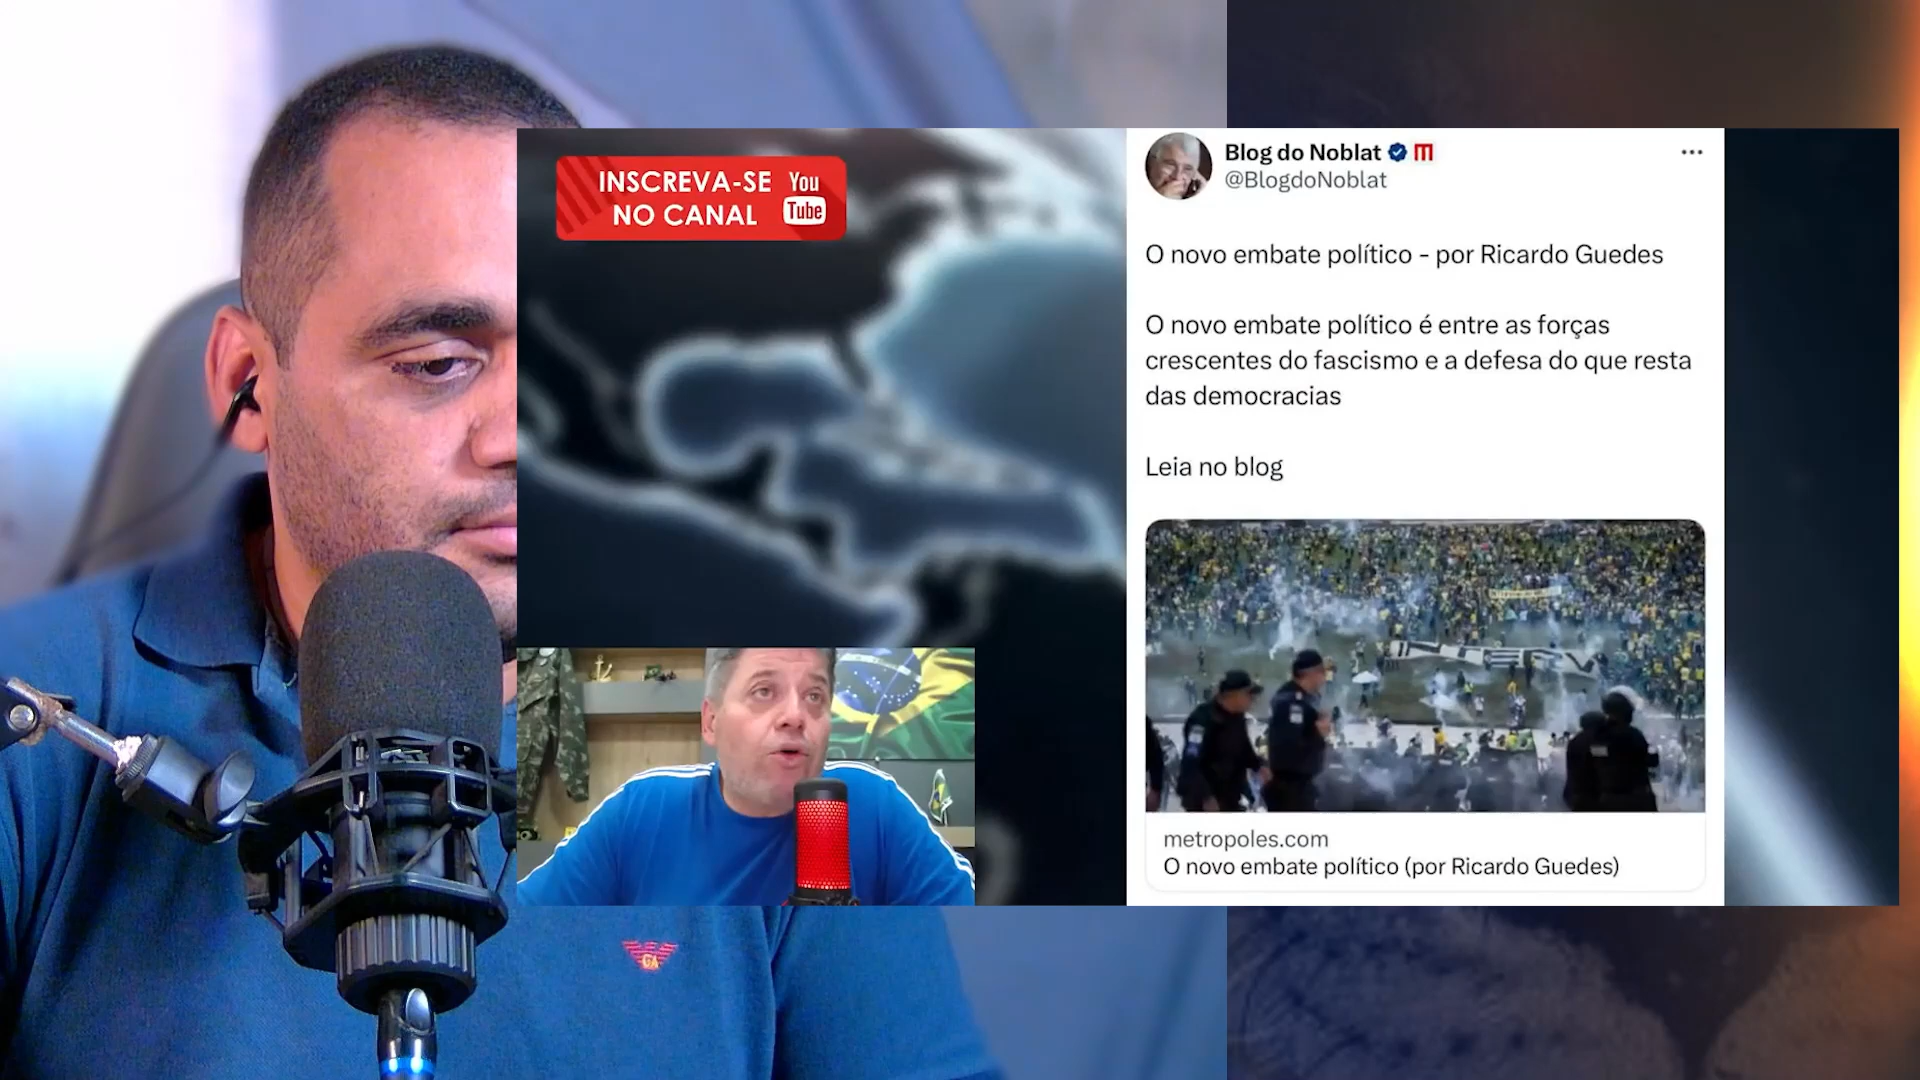 INSCREVA-SE
NO CANAL
You
Tube
Blog do Noblat
@BlogdoNoblat
O novo embate político - por Ricardo Guedes
O novo embate político é entre as forças
crescentes do fascismo e a defesa do que resta
das democracias
Leia no blog
INTERV
metropoles.com
O novo embate político (por Ricardo Guedes)
GA